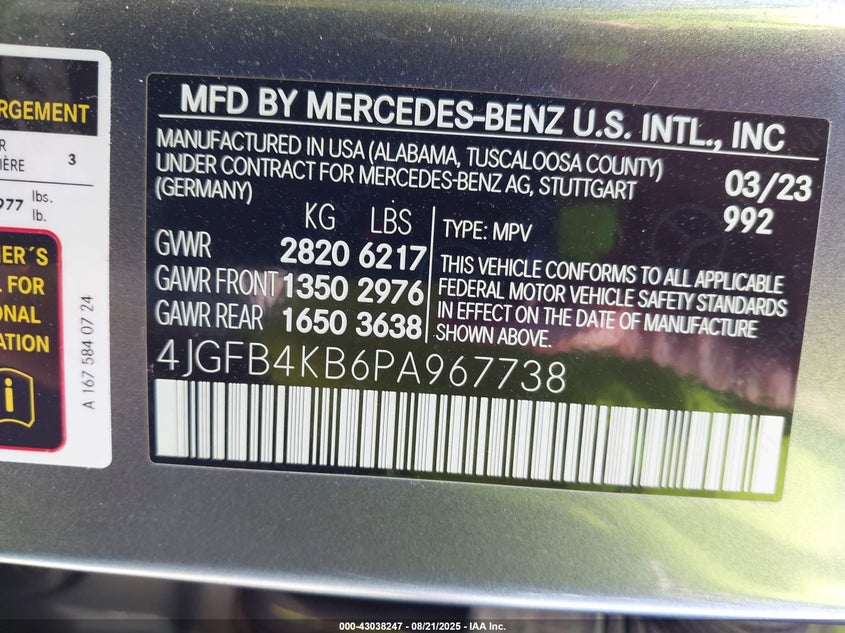 RGEMENT
R
IÈRE 3
977 lbs.
lb.
ER´S
FOR
ONAL
ATION
A 167 584 07 24
MFD BY MERCEDES-BENZ U.S. INTL., INC
MANUFACTURED IN USA (ALABAMA, TUSCALOOSA COUNTY)
UNDER CONTRACT FOR MERCEDES-BENZ AG, STUTTGART
(GERMANY)
03/23
992
KG LBS
GVWR 2820 6217
GAWR FRONT 1350 2976
GAWR REAR 1650 3638
TYPE: MPV
THIS VEHICLE CONFORMS TO ALL APPLICABLE
FEDERAL MOTOR VEHICLE SAFETY STANDARDS
IN EFFECT ON THE DATE OF MANUFACTURE
SHOWN ABOVE.
4JGFB4KB6PA967738
000-43038247 - 08/21/2025 - IAA Inc.